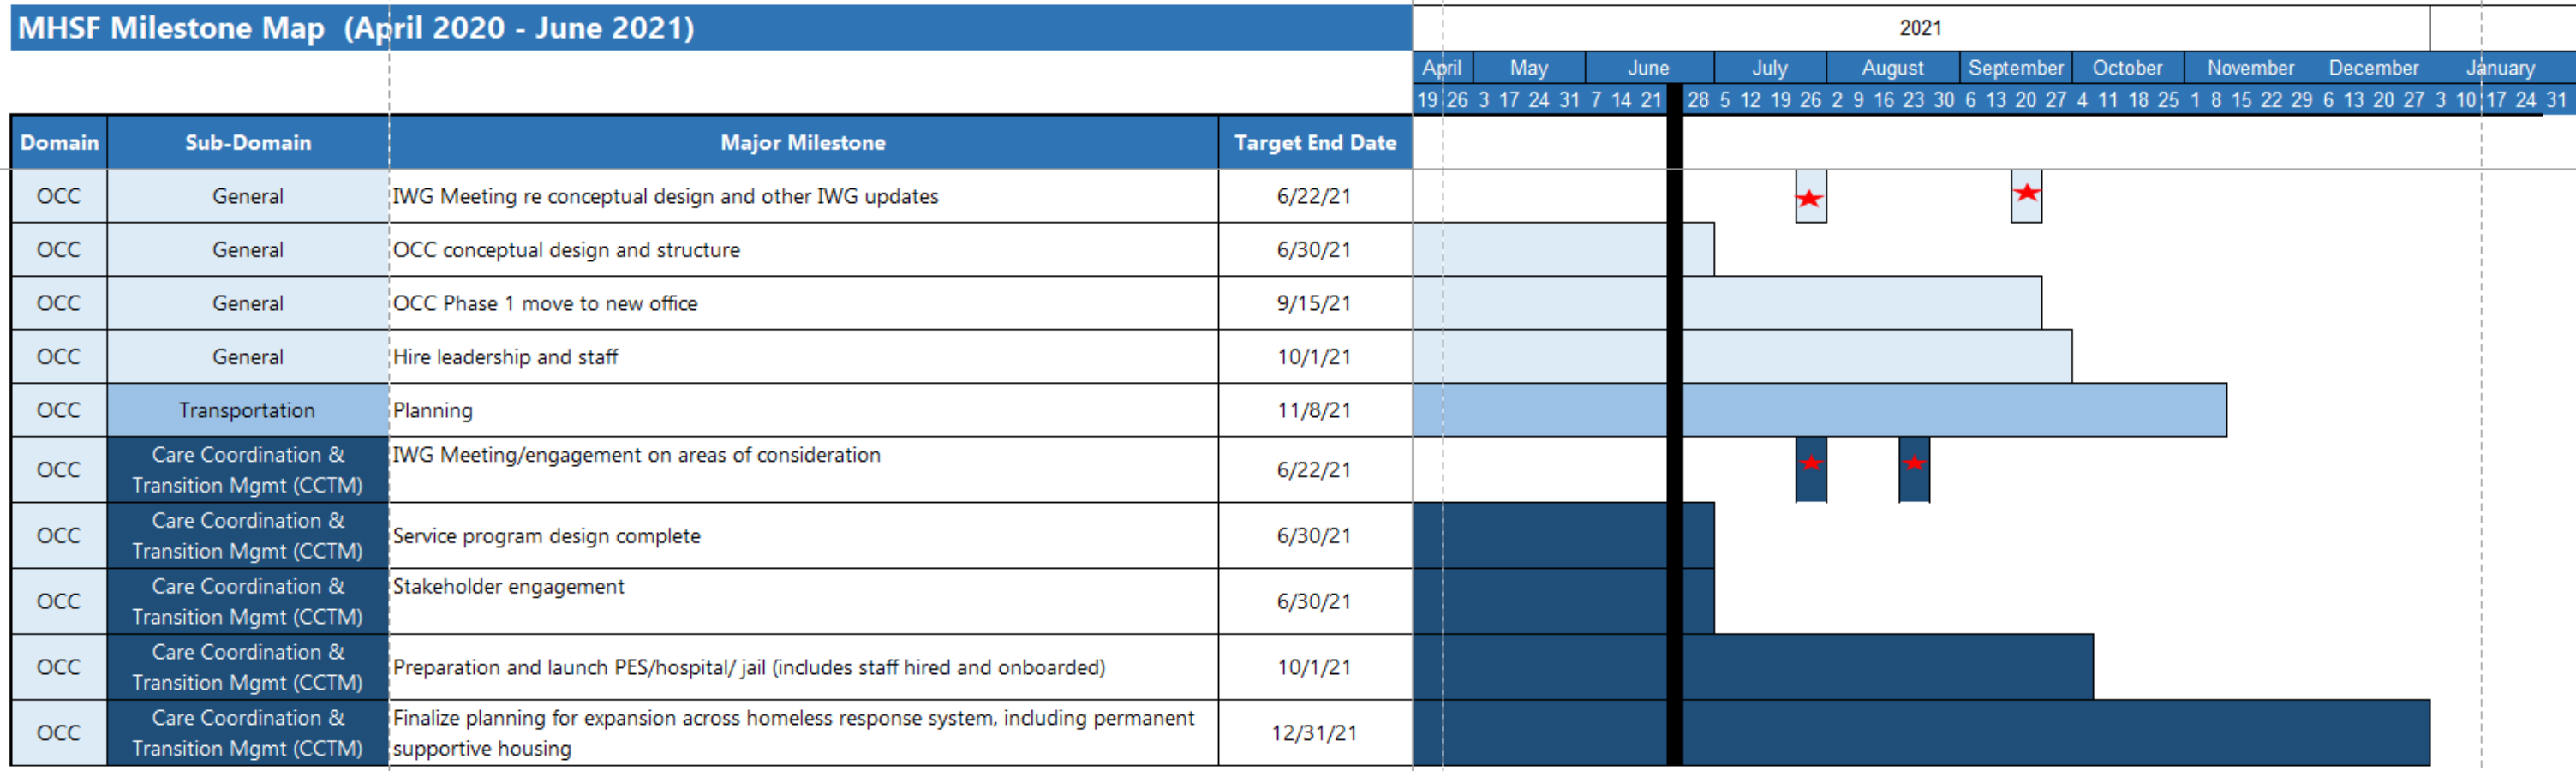 MHSF Milestone Map (April 2020 - June 2021)
2021
April May June July August September October November December January
19 26 3 17 24 31 7 14 21 28 5 12 19 26 2 9 16 23 30 6 13 20 27 4 11 18 25 1 8 15 22 29 6 13 20 27 3 10 17 24 31
Domain Sub-Domain Major Milestone Target End Date
OCC General IWG Meeting re conceptual design and other IWG updates 6/22/21
OCC General OCC conceptual design and structure 6/30/21
OCC General OCC Phase 1 move to new office 9/15/21
OCC General Hire leadership and staff 10/1/21
OCC Transportation Planning 11/8/21
OCC Care Coordination & IWG Meeting/engagement on areas of consideration 6/22/21
Transition Mgmt (CCTM)
OCC Care Coordination & Service program design complete 6/30/21
Transition Mgmt (CCTM)
OCC Care Coordination & Stakeholder engagement 6/30/21
Transition Mgmt (CCTM)
OCC Care Coordination & Preparation and launch PES/hospital/ jail (includes staff hired and onboarded) 10/1/21
Transition Mgmt (CCTM)
OCC Care Coordination & Finalize planning for expansion across homeless response system, including permanent 12/31/21
Transition Mgmt (CCTM) supportive housing